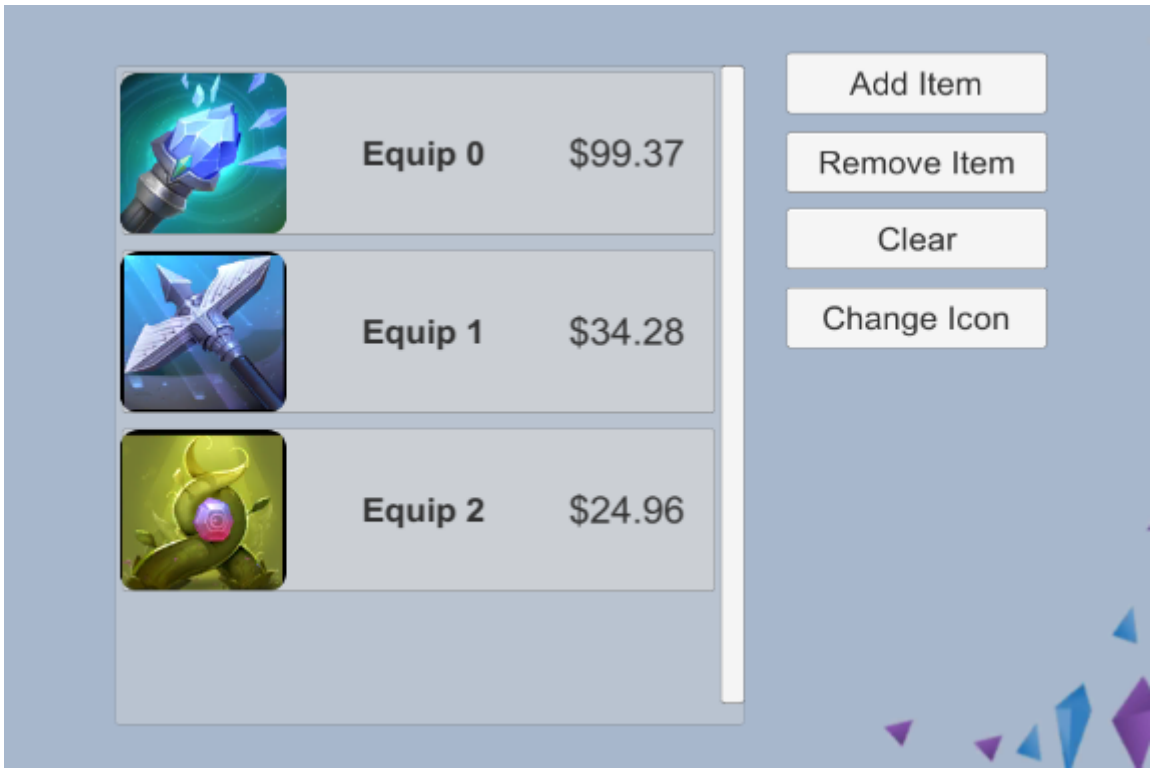 Equip 0 $99.37
Equip 1 $34.28
Equip 2 $24.96
Add Item
Remove Item
Clear
Change Icon